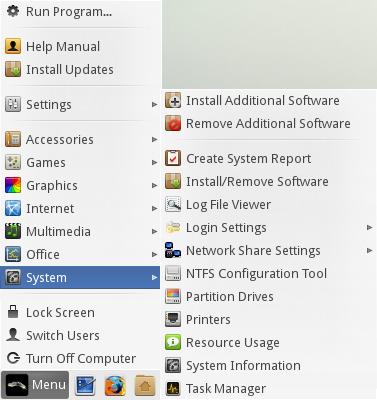 Run Program...
Help Manual
Install Updates
Settings
Accessories
Games
Graphics
Internet
Multimedia
Office
System
Lock Screen
Switch Users
Turn Off Computer
Menu
Install Additional Software
Remove Additional Software
Create System Report
Install/Remove Software
Log File Viewer
Login Settings
Network Share Settings
NTFS Configuration Tool
Partition Drives
Printers
Resource Usage
System Information
Task Manager